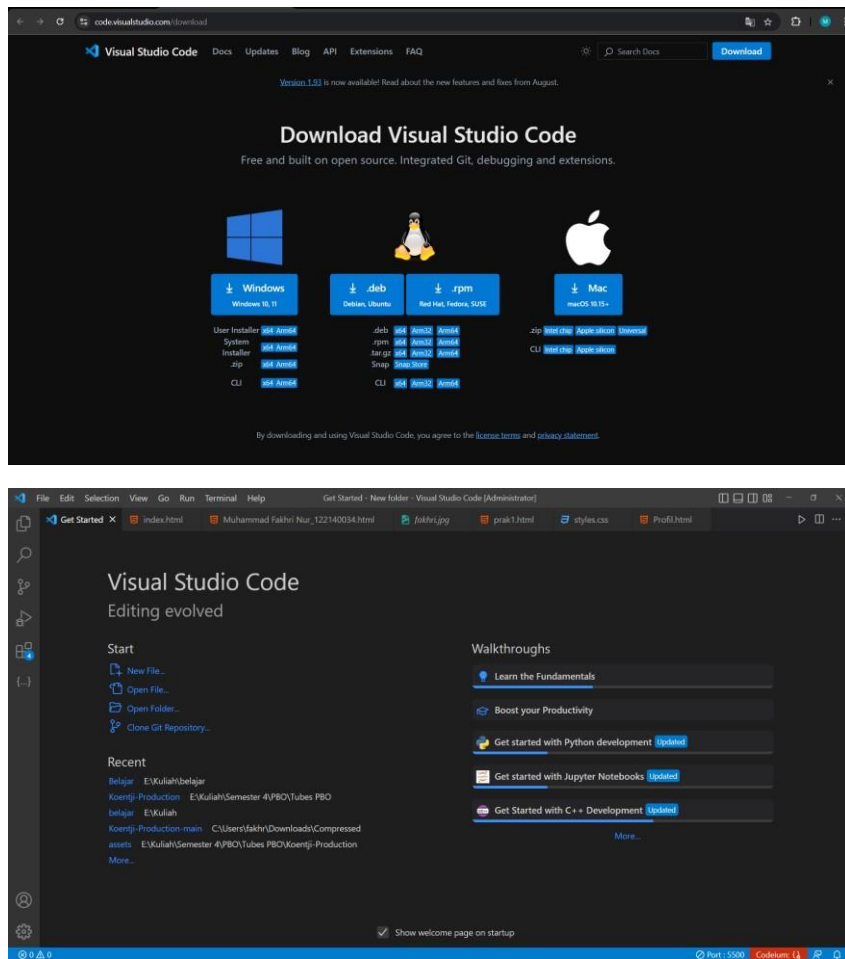 code.visualstudio.com/download
Visual Studio Code Docs Updates Blog API Extensions FAQ Search Docs Download
Version 1.93 is now available! Read about the new features and fixes from August.
Download Visual Studio Code
Free and built on open source. Integrated Git, debugging and extensions.
Windows
Windows 10, 11
.deb
Debian, Ubuntu
.rpm
Red Hat, Fedora, SUSE
Mac
macOS 10.15+
User Installer x64 Arm64
System Installer x64 Arm64
.zip x64 Arm64
CLI x64 Arm64
.deb x64 Arm32 Arm64
.rpm x64 Arm32 Arm64
.tar.gz x64 Arm32 Arm64
Snap Snap Store
CLI x64 Arm32 Arm64
.zip Intel chip Apple silicon Universal
CLI Intel chip Apple silicon
By downloading and using Visual Studio Code, you agree to the license terms and privacy statement.
File Edit Selection View Go Run Terminal Help Get Started - New folder - Visual Studio Code [Administrator]
Get Started index.html Muhammad Fakhri Nur_122140034.html fakhri.jpg prak1.html styles.css Profil.html
Visual Studio Code
Editing evolved
Start
New File...
Open File...
Open Folder...
Clone Git Repository...
Recent
Belajar E:\Kuliah\belajar
Koentji-Production E:\Kuliah\Semester 4\PBO\Tubes PBO
belajar E:\Kuliah
Koentji-Production-main C:\Users\fakhr\Downloads\Compressed
assets E:\Kuliah\Semester 4\PBO\Tubes PBO\Koentji-Production
More...
Walkthroughs
Learn the Fundamentals
Boost your Productivity
Get started with Python development Updated
Get started with Jupyter Notebooks Updated
Get Started with C++ Development Updated
More...
Show welcome page on startup
0 0 Port : 5500 Codeium: {}